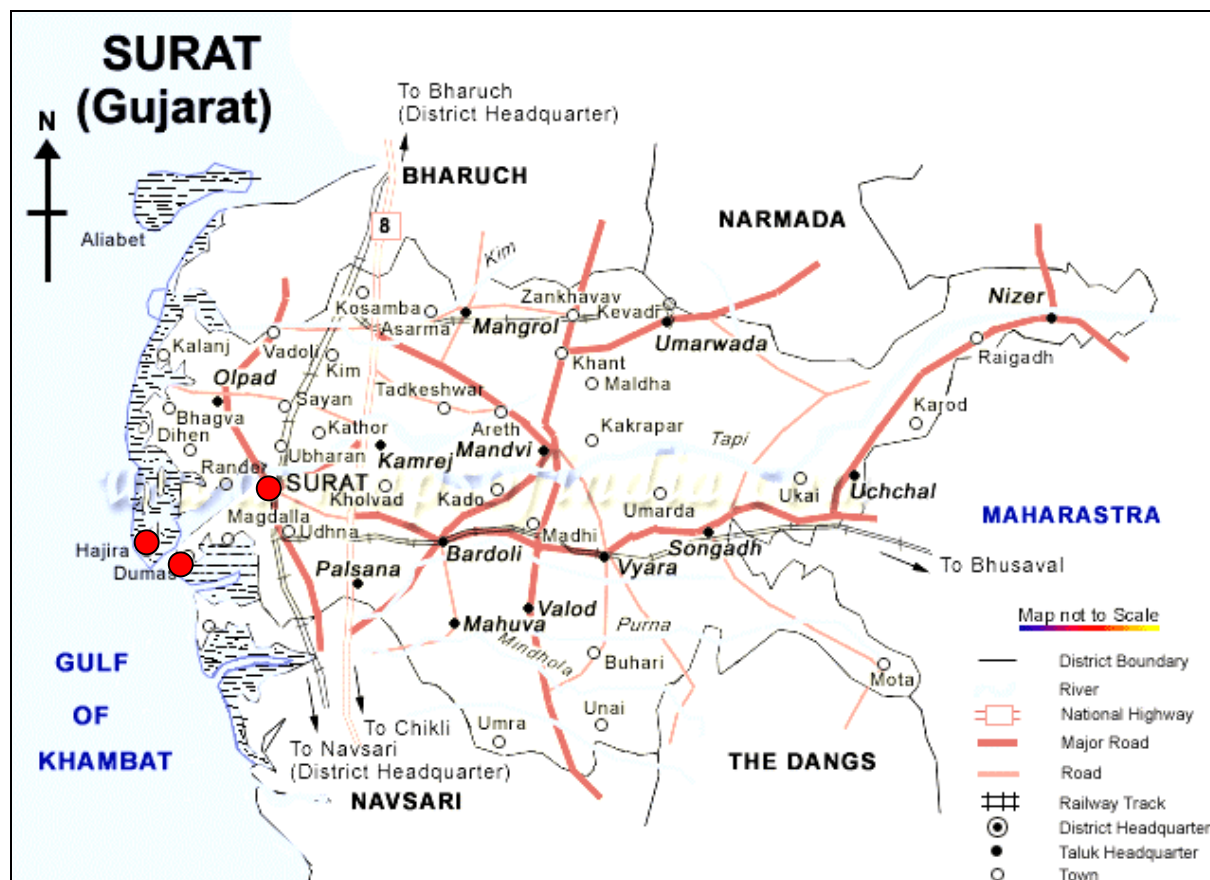 SURAT
(Gujarat)
N
To Bharuch
(District Headquarter)
BHARUCH
NARMADA
8
Aliabet
Kim
Kosamba
Zankhavav
Nizer
Asarma
Mangrol
Kevadi
Umarwada
Kalanj
Vadoli
Khant
Raigadh
Olpad
Kim
Maldha
Tadkeshwar
Karod
Bhagva
Sayan
Areth
Dihen
Kathor
Kakrapar
Tapi
Ubharan
Kamrej
Mandvi
Rander
SURAT
Kholvad
Kado
Ukai
Uchchal
Umarda
Magdalla
Udhna
Madhi
MAHARASTRA
Hajira
Bardoli
Songadh
Dumas
Palsana
Vyara
To Bhusaval
Valod
Mahuva
Purna
Map not to Scale
Mindhola
Buhari
GULF
OF
KHAMBAT
Mota
Unai
Umra
To Chikli
To Navsari
(District Headquarter)
NAVSARI
THE DANGS
District Boundary
River
National Highway
Major Road
Road
Railway Track
District Headquarter
Taluk Headquarter
Town